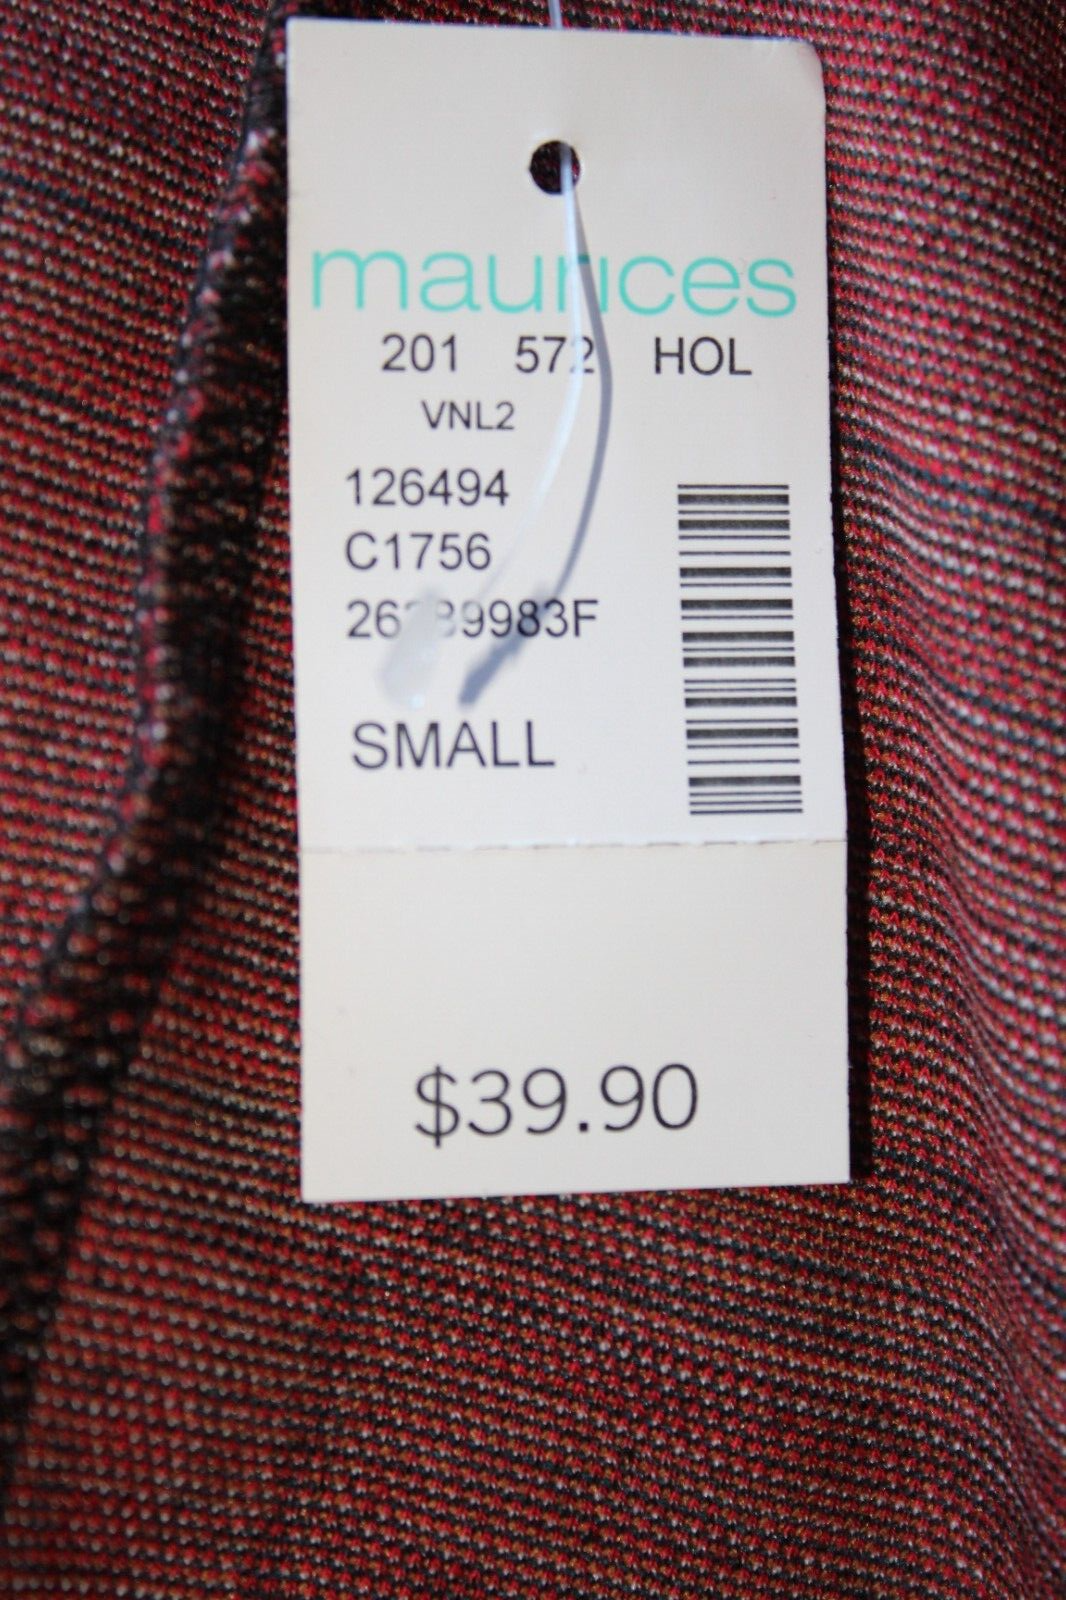 maurices
201 572 HOL
VNL2
126494
C1756
SMALL
$39.90